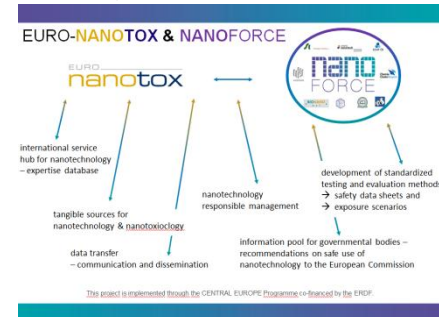 EURO-NANOTOX & NANOFORCE
EURO
nanotox
nano
FORCE
international service
hub for nanotechnology
– expertise database
tangible sources for
nanotechnology & nanotoxioclogy
data transfer
– communication and dissemination
nanotechnology
responsible management
development of standardized
testing and evaluation methods
→ safety data sheets and
→ exposure scenarios
information pool for governmental bodies –
recommendations on safe use of
nanotechnology to the European Commission
This project is implemented through the CENTRAL EUROPE Programme co-financed by the ERDF.